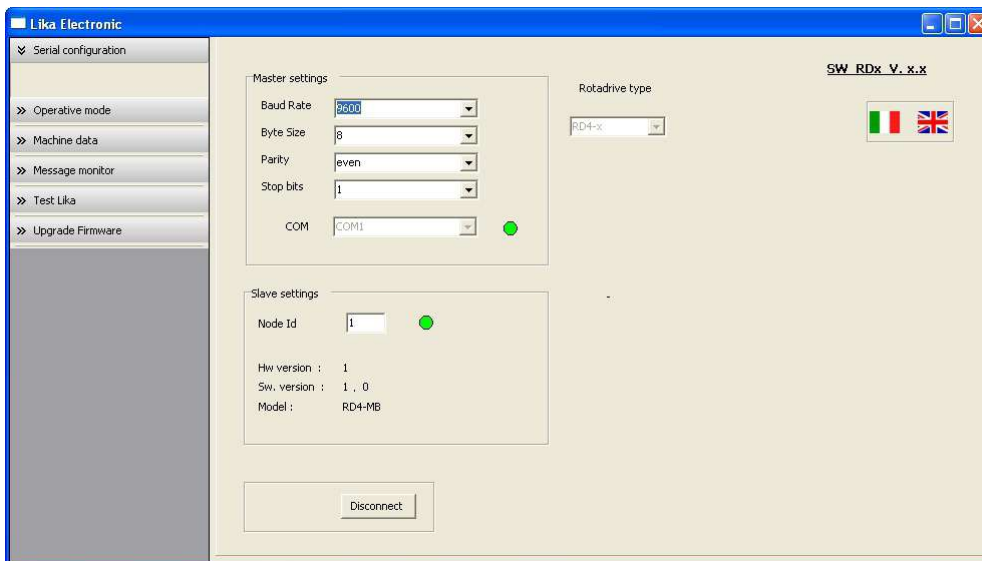 Lika Electronic
Serial configuration
Operative mode
Machine data
Message monitor
Test Lika
Upgrade Firmware
Master settings
Baud Rate 9600
Byte Size 8
Parity even
Stop bits 1
COM COM1
Rotadrive type
RD4-x
SW RDx V. x.x
Slave settings
Node Id 1
Hw version : 1
Sw. version : 1 , 0
Model : RD4-MB
-
Disconnect